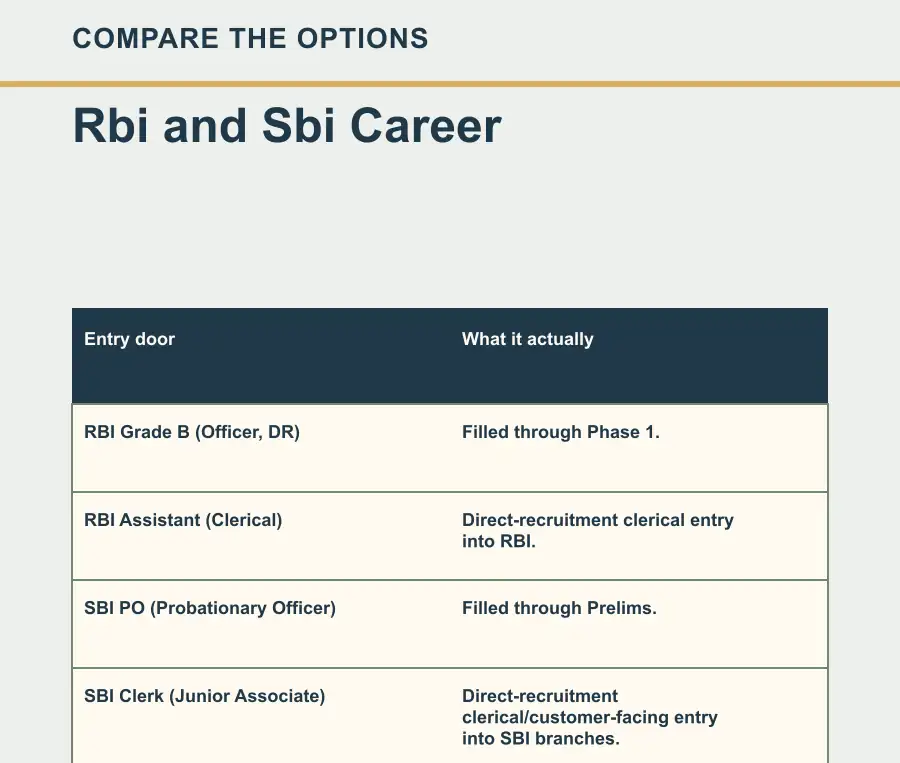 COMPARE THE OPTIONS
Rbi and Sbi Career
Entry door
What it actually
RBI Grade B (Officer, DR)
Filled through Phase 1.
RBI Assistant (Clerical)
Direct-recruitment clerical entry
into RBI.
SBI PO (Probationary Officer)
Filled through Prelims.
SBI Clerk (Junior Associate)
Direct-recruitment
clerical/customer-facing entry
into SBI branches.